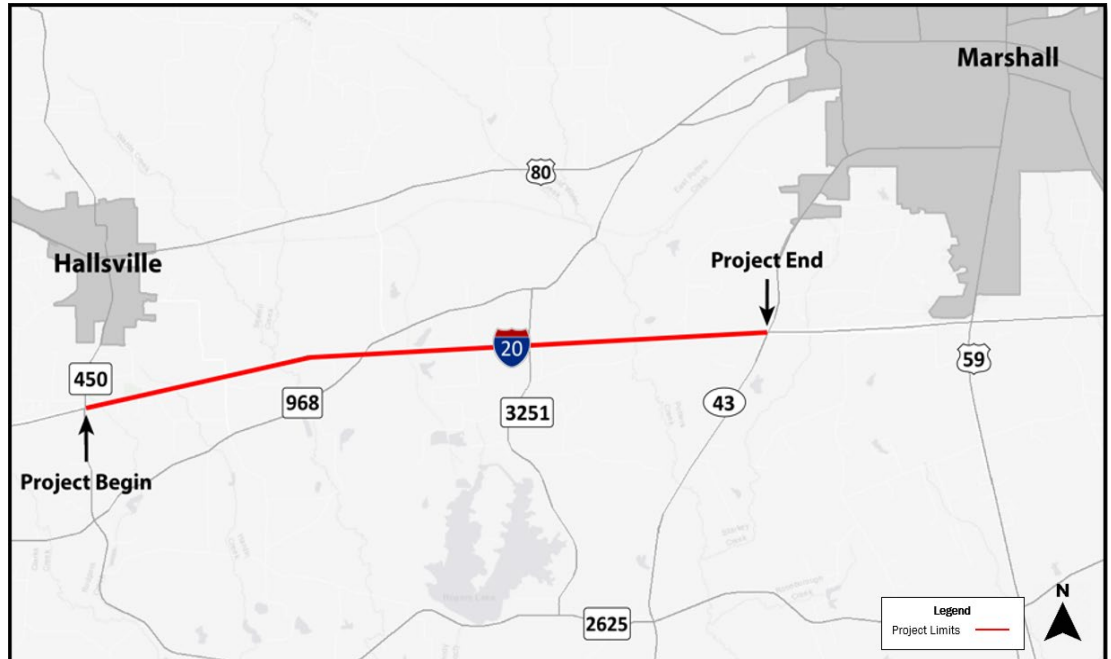 Marshall
80
Hallsville
Project End
20
450
59
968
3251
43
Project Begin
N
Legend
Project Limits
2625